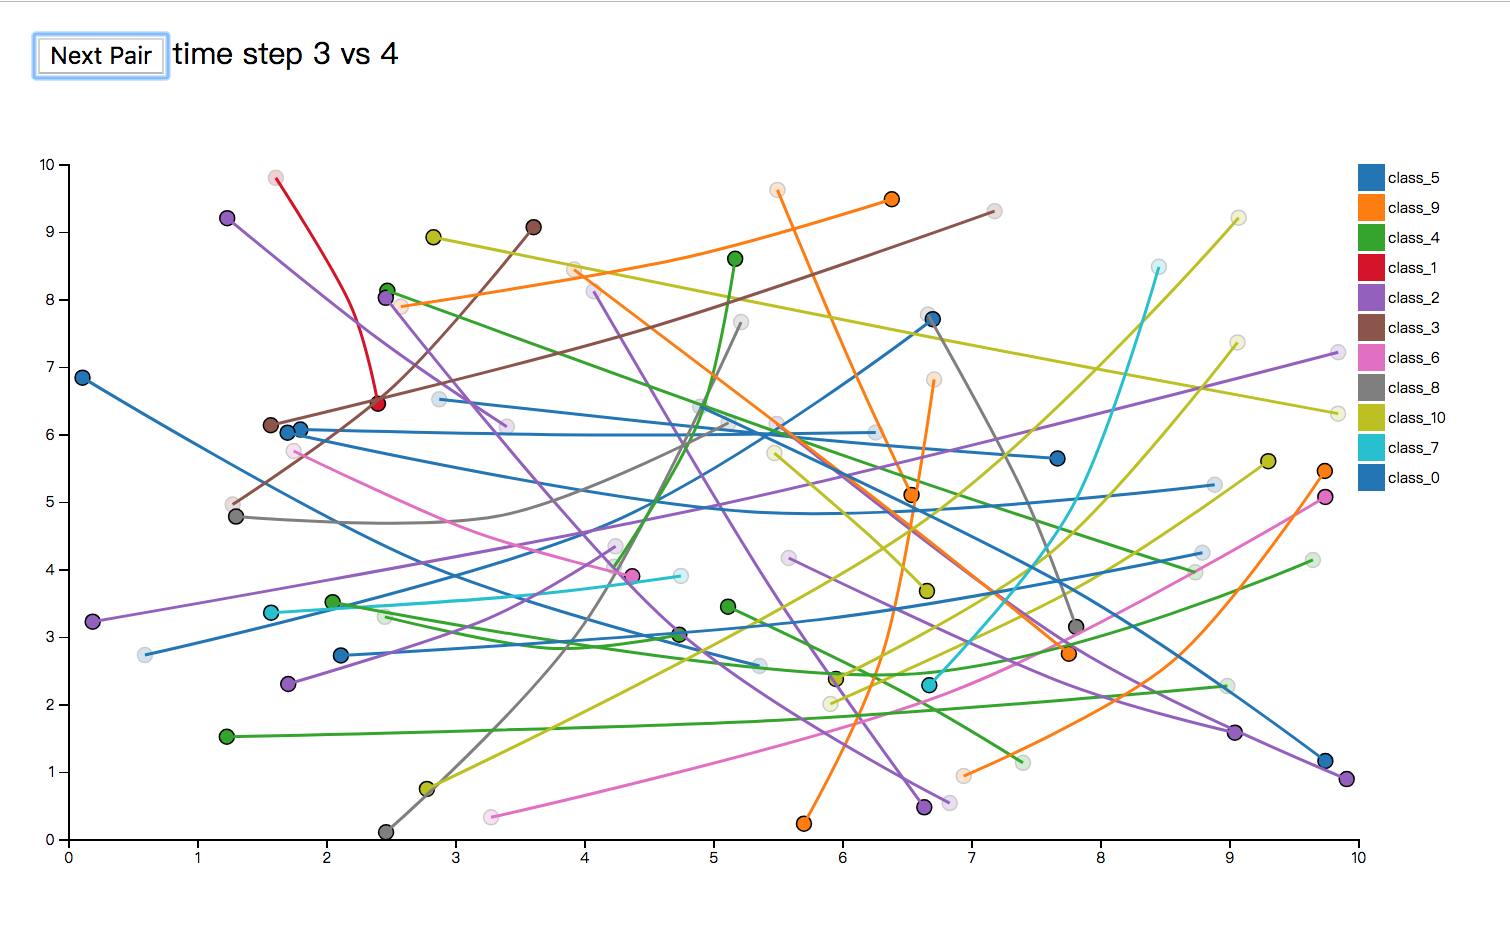 Next Pair time step 3 vs 4
10
9
8
7
6
5
4
3
2
1
0
0 1 2 3 4 5 6 7 8 9 10
class_5
class_9
class_4
class_1
class_2
class_3
class_6
class_8
class_10
class_7
class_0